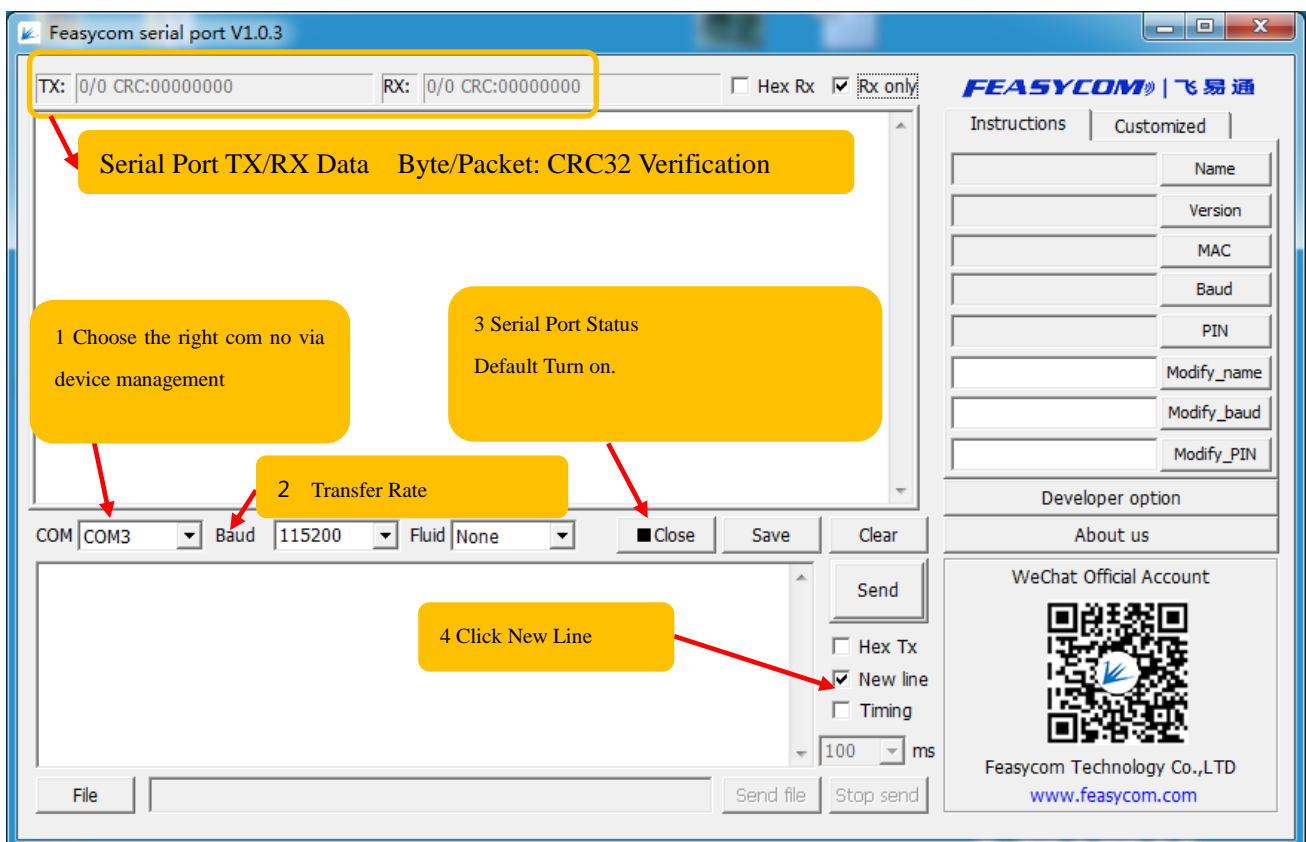 Feasycom serial port V1.0.3
TX: 0/0 CRC:00000000 RX: 0/0 CRC:00000000 Hex Rx Rx only
FEASYCOM | 飞易通
Instructions Customized
Serial Port TX/RX Data Byte/Packet: CRC32 Verification
Name
Version
MAC
Baud
PIN
Modify_name
Modify_baud
Modify_PIN
1 Choose the right com no via
device management
3 Serial Port Status
Default Turn on.
2 Transfer Rate
Developer option
COM COM3 Baud 115200 Fluid None Close Save Clear
About us
WeChat Official Account
Send
4 Click New Line
Hex Tx
New line
Timing
100 ms
Feasycom Technology Co.,LTD
www.feasycom.com
File Send file Stop send